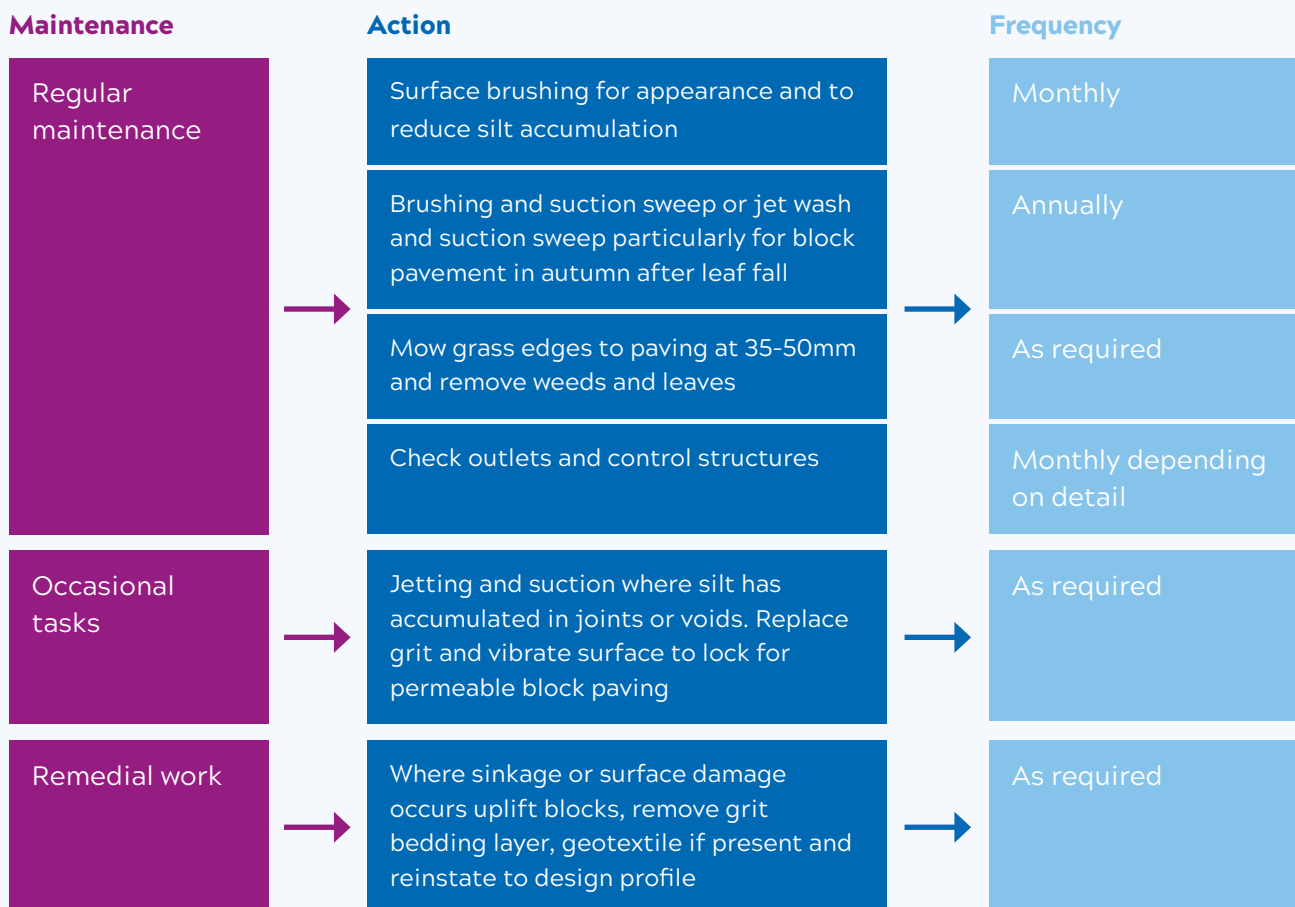 Maintenance
Action
Frequency
Regular
maintenance
Surface brushing for appearance and to
reduce silt accumulation
Monthly
Brushing and suction sweep or jet wash
and suction sweep particularly for block
pavement in autumn after leaf fall
Annually
Mow grass edges to paving at 35-50mm
and remove weeds and leaves
As required
Check outlets and control structures
Monthly depending
on detail
Occasional
tasks
Jetting and suction where silt has
accumulated in joints or voids. Replace
grit and vibrate surface to lock for
permeable block paving
As required
Remedial work
Where sinkage or surface damage
occurs uplift blocks, remove grit
bedding layer, geotextile if present and
reinstate to design profile
As required